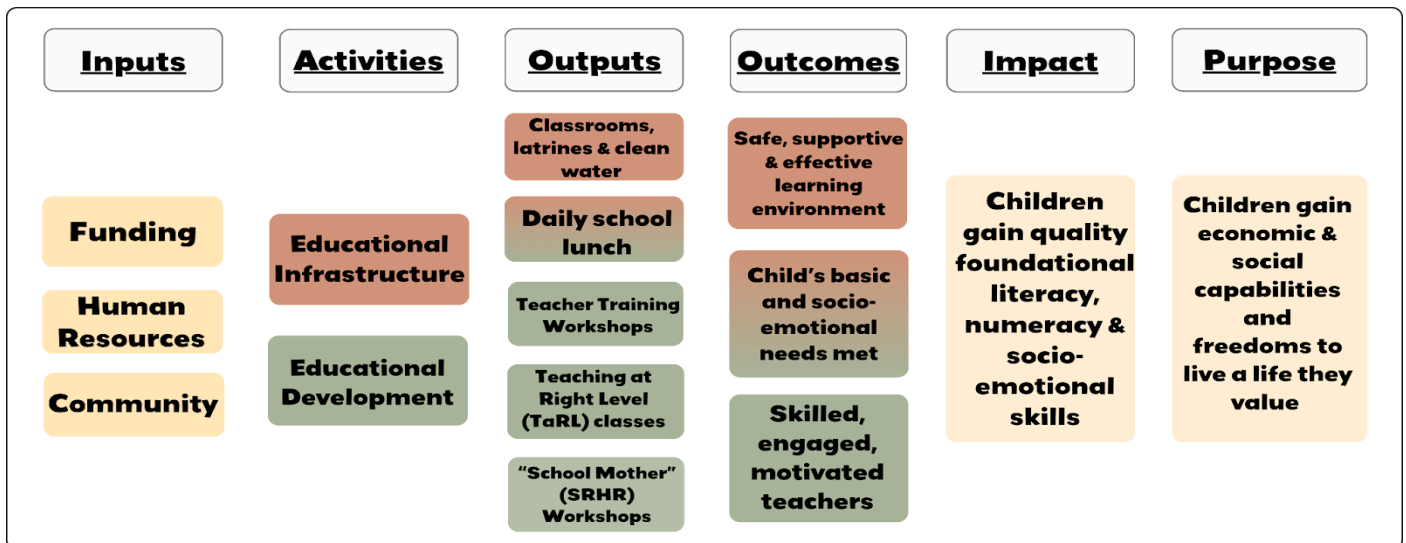 Inputs
Activities
Outputs
Outcomes
Impact
Purpose
Funding
Human
Resources
Community
Educational
Infrastructure
Educational
Development
Classrooms,
latrines & clean
water
Daily school
lunch
Teacher Training
Workshops
Teaching at
Right Level
(TaRL) classes
“School Mother”
(SRHR)
Workshops
Safe, supportive
& effective
learning
environment
Child’s basic
and socio-
emotional
needs met
Skilled,
engaged,
motivated
teachers
Children
gain quality
foundational
literacy,
numeracy &
socio-
emotional
skills
Children gain
economic &
social
capabilities
and
freedoms to
live a life they
value